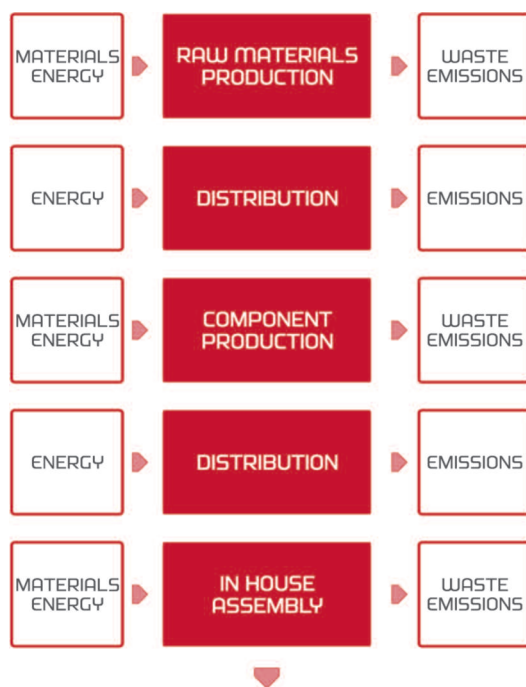 MATERIALS
ENERGY
RAW MATERIALS
PRODUCTION
WASTE
EMISSIONS
ENERGY
DISTRIBUTION
EMISSIONS
MATERIALS
ENERGY
COMPONENT
PRODUCTION
WASTE
EMISSIONS
ENERGY
DISTRIBUTION
EMISSIONS
MATERIALS
ENERGY
IN HOUSE
ASSEMBLY
WASTE
EMISSIONS